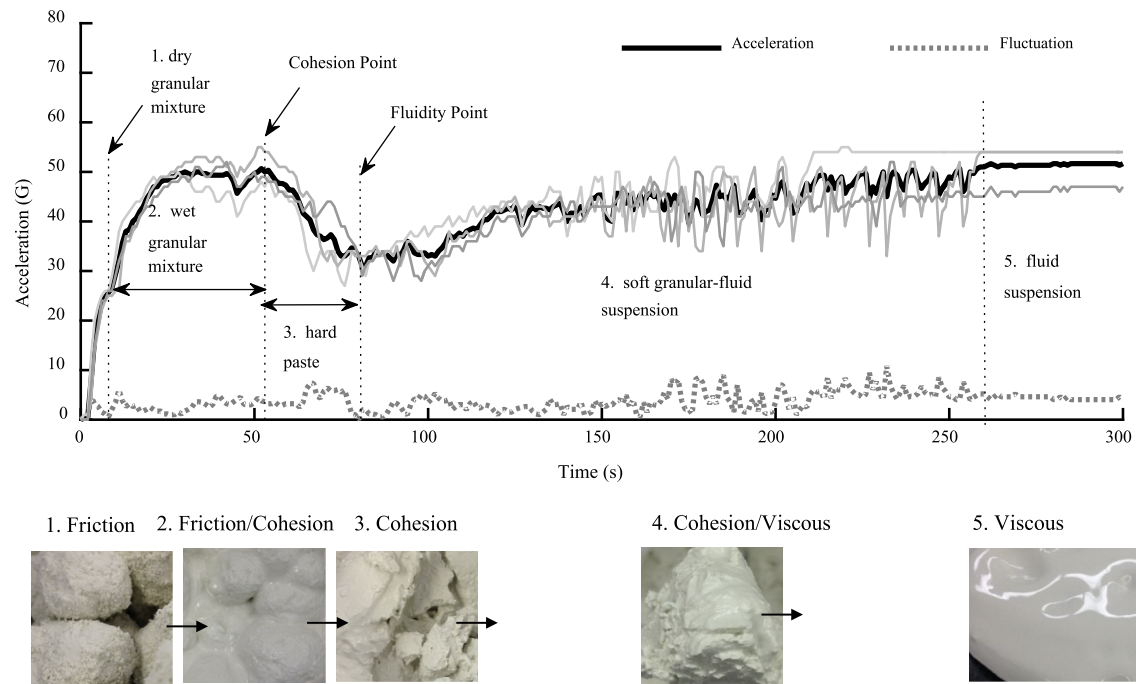 80
70
60
50
40
30
20
10
0
Acceleration (G)
1. dry
granular
mixture
Cohesion Point
Fluidity Point
Acceleration
Fluctuation
2. wet
granular
mixture
3. hard
paste
4. soft granular-fluid
suspension
5. fluid
suspension
0 50 100 150 200 250 300
Time (s)
1. Friction 2. Friction/Cohesion 3. Cohesion 4. Cohesion/Viscous 5. Viscous